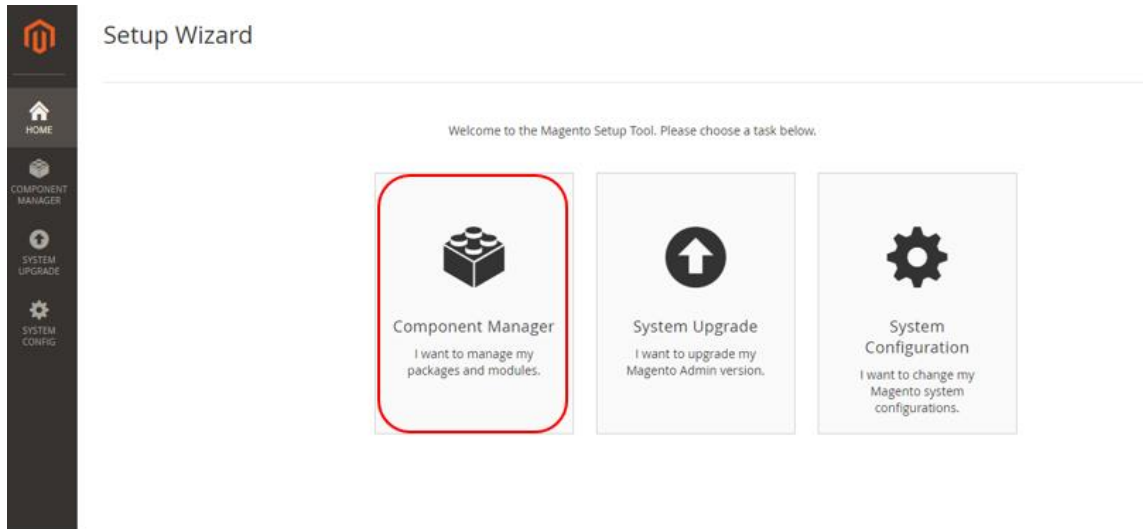 Setup Wizard
HOME
COMPONENT
MANAGER
SYSTEM
UPGRADE
SYSTEM
CONFIG
Welcome to the Magento Setup Tool. Please choose a task below.
Component Manager
I want to manage my
packages and modules.
System Upgrade
I want to upgrade my
Magento Admin version.
System
Configuration
I want to change my
Magento system
configurations.